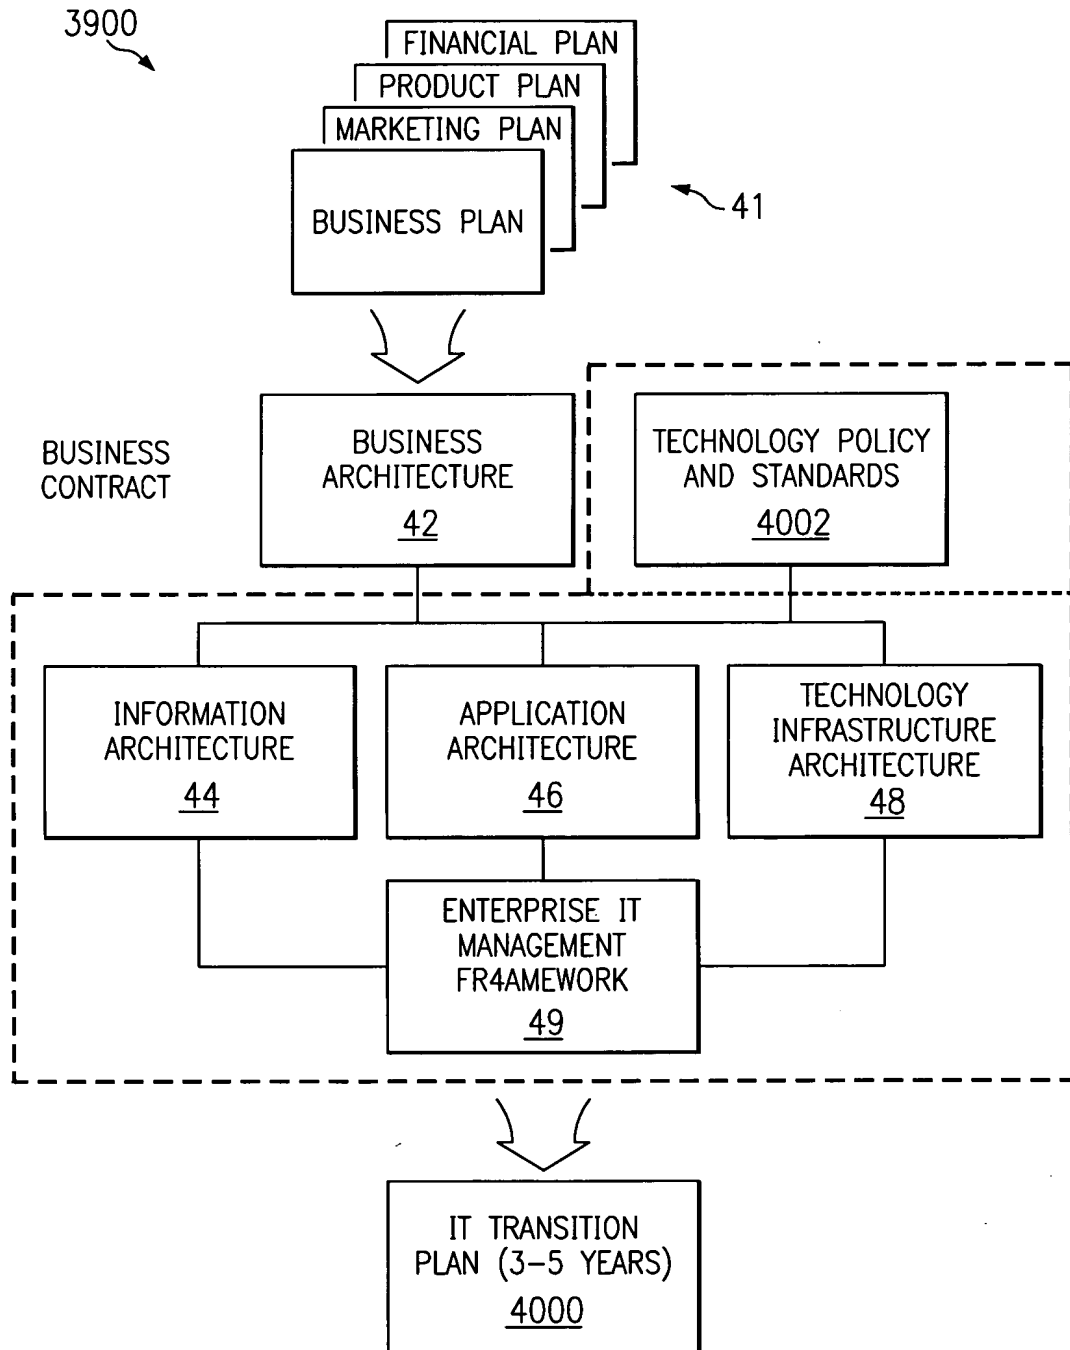 3900
FINANCIAL PLAN
PRODUCT PLAN
MARKETING PLAN
BUSINESS PLAN
41
BUSINESS
CONTRACT
BUSINESS
ARCHITECTURE
42
TECHNOLOGY POLICY
AND STANDARDS
4002
INFORMATION
ARCHITECTURE
44
APPLICATION
ARCHITECTURE
46
TECHNOLOGY
INFRASTRUCTURE
ARCHITECTURE
48
ENTERPRISE IT
MANAGEMENT
FR4AMEWORK
49
IT TRANSITION
PLAN (3-5 YEARS)
4000